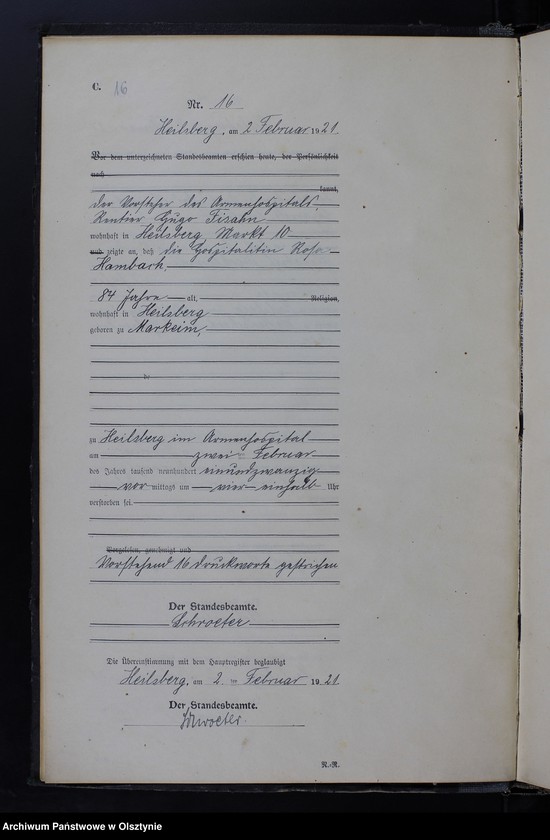 C. 16
Nr. 16
Heilsberg, am 2 Februar 1921
Vor dem unterzeichneten Standesbeamten erschien heute, der Persönlichkeit
nach
kannt,
der Vorsteher des Armenhospitals,
Rentier Hugo Fisahn
wohnhaft in Heilsberg, Markt 10
und zeigte an, daß die Hospitalitin Rosa
Hambach,
84 Jahre alt, Religion,
wohnhaft in Heilsberg
geboren zu Markeim,
zu Heilsberg im Armenhospital
am zwei Februar
des Jahres tausend neunhundert einundzwanzig
vor mittags um vier einhalb Uhr
verstorben sei.
Vorgelesen, genehmigt und
Vorstehend 16 Druckworte gestrichen
Der Standesbeamte.
Schroeter
Die Übereinstimmung mit dem Hauptregister beglaubigt
Heilsberg, am 2. ten Februar 1921
Der Standesbeamte.
Schroeter.
R.-R.
Archiwum Państwowe w Olsztynie